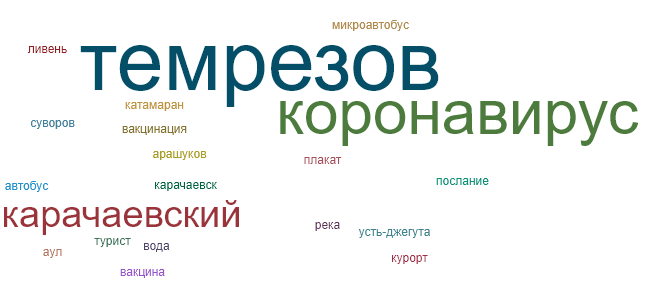 микроавтобус
ливень
темрезов
катамаран
коронавирус
суворов
вакцинация
арашуков
плакат
автобус
карачаевск
послание
карачаевский
река
усть-джегута
турист
вода
аул
курорт
вакцина